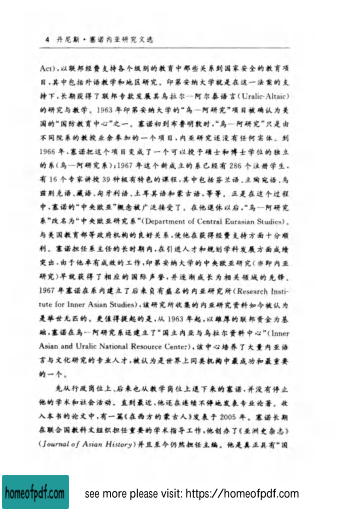 4 丹尼斯·塞诺内亚研究文选
Act),以联邦经费支持各个级别的教育中那些关系到国家安全的教育项
目,其中包括外语教学和地区研究。印第安纳大学就是在这一法案的支
持下,长期获得了联邦专款发展其乌拉尔—阿尔泰语言(Uralic-Altaic)
的研究与教学。1963年印第安纳大学的“乌—阿研究”项目被确认为美
国的“国防教育中心”之一。塞诺初到布鲁明敦时,“乌—阿研究”只是由
不同院系的教授业余参加的一个项目,内亚研究还没有任何实体。到
1966年,塞诺把这个项目变成了一个可以授予硕士和博士学位的独立
的系(乌—阿研究系);1967年这个新成立的系已经有286个注册学生,
有16个专家讲授39种颇有特色的课程,其中包括芬兰语、立陶宛语、乌
兹别克语、藏语、匈牙利语、土耳其语和蒙古语,等等。正是在这个过程
中,塞诺的“中央欧亚”概念被广泛接受了。在他退休以后,“乌—阿研究
系”改名为“中央欧亚研究系”(Department of Central Eurasian Studies)。
与美国教育部等政府机构的良好关系,使他在获得经费支持方面十分顺
利。塞诺担任系主任的长时期内,在引进人才和规划学科发展方面成绩
突出,由于他卓有成效的工作,印第安纳大学的中央欧亚研究(亦即内亚
研究)早就获得了相应的国际声誉,并逐渐成长为相关领域的先锋。
1967年塞诺在系内建立了后来负有盛名的内亚研究所(Research Insti-
tute for Inner Asian Studies),该研究所收集的内亚研究资料如今被认为
是举世无匹的。更值得提起的是,从1963年起,以雄厚的联邦资金为基
础,塞诺在乌—阿研究系还建立了“国立内亚与乌拉尔资料中心”(Inner
Asian and Uralic National Resource Center),该中心培养了大量内亚语
言与文化研究的专业人才,被认为是世界上同类机构中最成功和最重要
的一个。
先从行政岗位上、后来也从教学岗位上退下来的塞诺,并没有停止
他的学术和社会活动。直到最近,他还在连续不停地发表专业论著。收
入本书的论文中,有一篇《在西方的蒙古人》发表于2005年。塞诺长期
在联合国教科文组织担任重要的学术指导工作,他创办了《亚洲史杂志》
(Journal of Asian History)并且至今仍然担任主编。他是真正具有“国
homeofpdf.com
see more please visit: https://homeofpdf.com